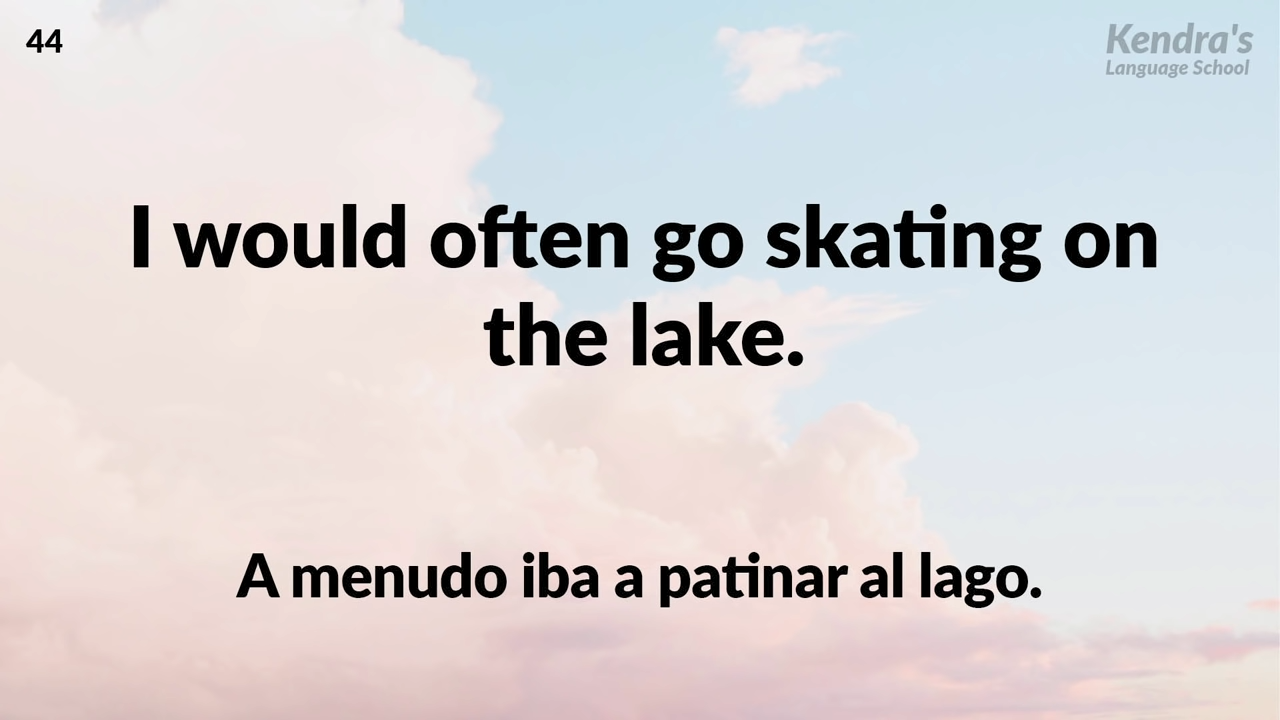 44
Kendra's
Language School
I would often go skating on
the lake.
A menudo iba a patinar al lago.